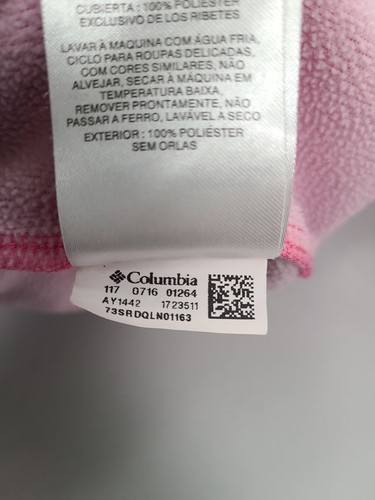 CUBIERTA : 100% POLIESTER
EXCLUSIVO DE LOS RIBETES
LAVAR À MAQUINA COM ÁGUA FRIA,
CICLO PARA ROUPAS DELICADAS,
COM CORES SIMILARES, NÃO
ALVEJAR, SECAR À MÁQUINA EM
TEMPERATURA BAIXA,
REMOVER PRONTAMENTE, NÃO
PASSAR A FERRO, LAVÁVEL A SECO
EXTERIOR : 100% POLIÉSTER
SEM ORLAS
Columbia
117 0716 01264
AY1442 1723511
73SRDQLN01163